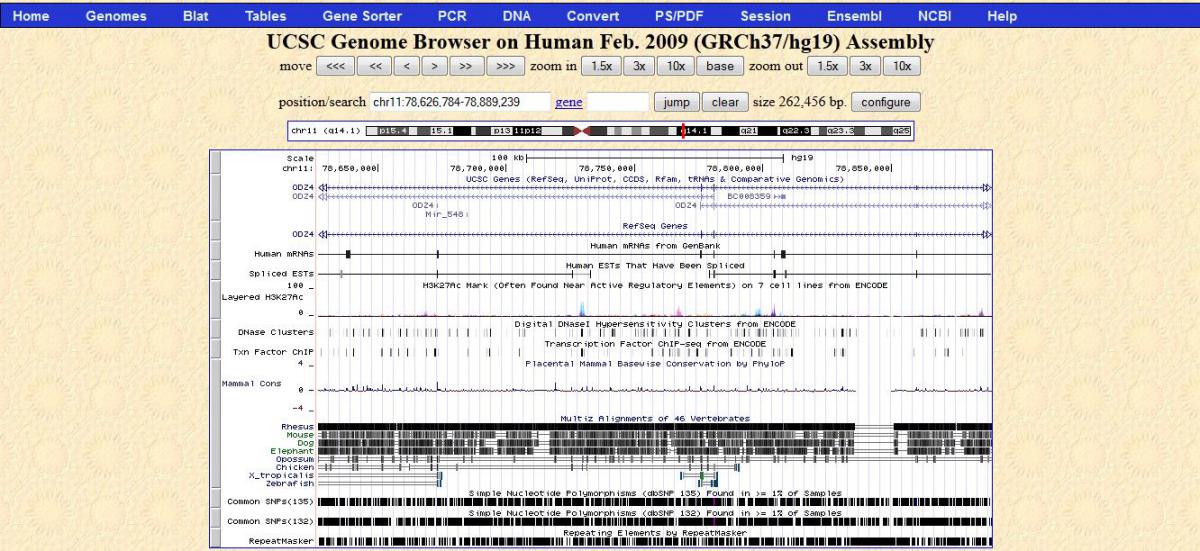 Home Genomes Blat Tables Gene Sorter PCR DNA Convert PS/PDF Session Ensembl NCBI Help
UCSC Genome Browser on Human Feb. 2009 (GRCh37/hg19) Assembly
move <<< << < > >> >>> zoom in 1.5x 3x 10x base zoom out 1.5x 3x 10x
position/search chr11:78,626,784-78,889,239 gene jump clear size 262,456 bp. configure
chr11 (q14.1) p15.4 15.1 p13 11p12 q14.1 q21 q22.3 q23.3 q25
Scale 100 kb hg19
chr11: 78,650,000 78,700,000 78,750,000 78,800,000 78,850,000
UCSC Genes (RefSeq, UniProt, CCDS, Rfam, tRNAs & Comparative Genomics)
ODZ4
ODZ4 BC008359
ODZ4 ODZ4
Mir_548
RefSeq Genes
ODZ4
Human mRNAs from GenBank
Human mRNAs
Human ESTs That Have Been Spliced
Spliced ESTs
100 _ H3K27Ac Mark (Often Found Near Active Regulatory Elements) on 7 cell lines from ENCODE
Layered H3K27Ac
0 _
Digital DNaseI Hypersensitivity Clusters from ENCODE
DNase Clusters
Transcription Factor ChIP-seq from ENCODE
Txn Factor ChIP
4 _ Placental Mammal Basewise Conservation by PhyloP
Mammal Cons
0 _
-4 _
Multiz Alignments of 46 Vertebrates
Rhesus
Mouse
Dog
Elephant
Opossum
Chicken
X_tropicalis
Zebrafish
Simple Nucleotide Polymorphisms (dbSNP 135) Found in >= 1% of Samples
Common SNPs(135)
Simple Nucleotide Polymorphisms (dbSNP 132) Found in >= 1% of Samples
Common SNPs(132)
Repeating Elements by RepeatMasker
RepeatMasker